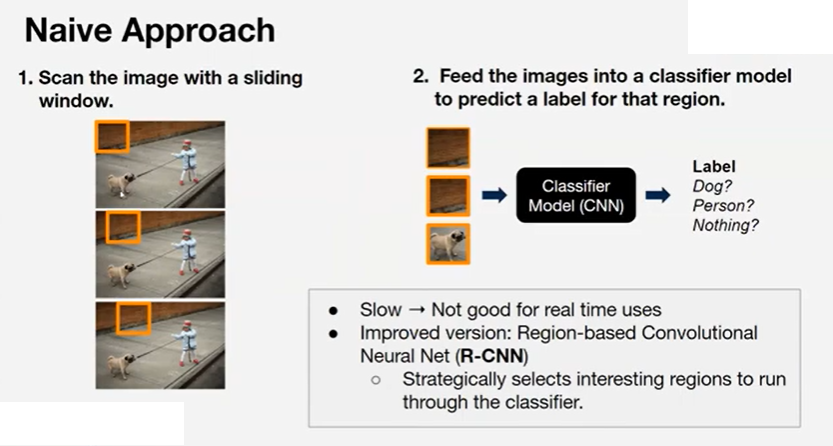 Naive Approach
1. Scan the image with a sliding
window.
2. Feed the images into a classifier model
to predict a label for that region.
Classifier
Model (CNN)
Label
Dog?
Person?
Nothing?
● Slow → Not good for real time uses
● Improved version: Region-based Convolutional
Neural Net (R-CNN)
○ Strategically selects interesting regions to run
through the classifier.